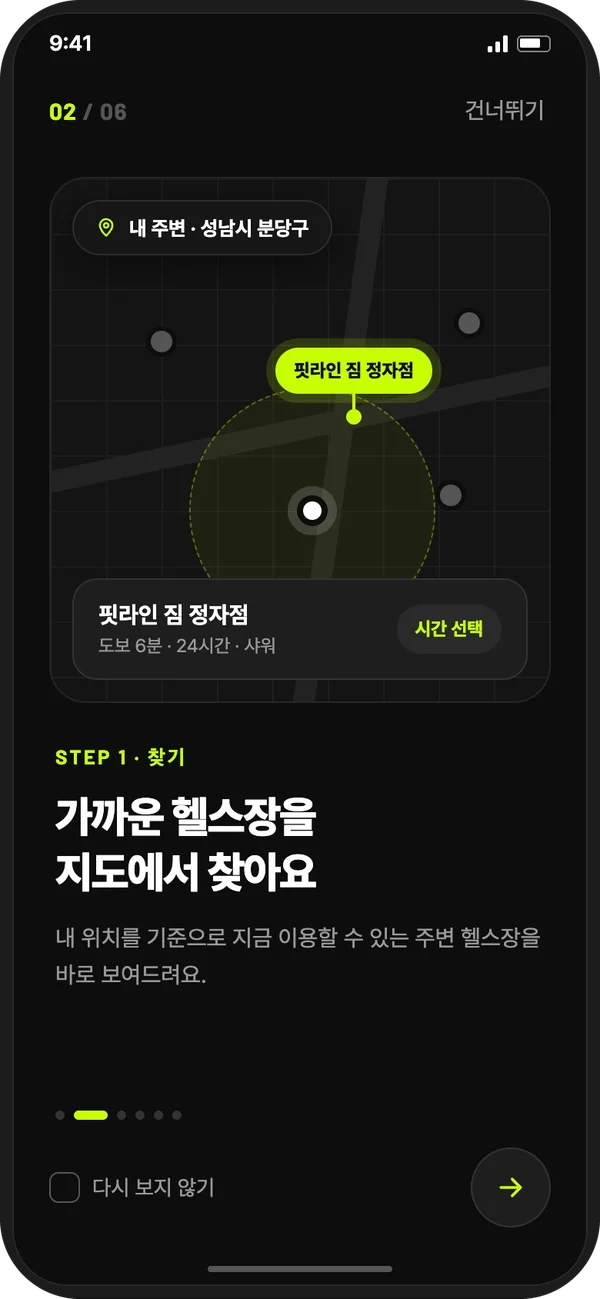 9:41
02 / 06
건너뛰기
내 주변 · 성남시 분당구
핏라인 짐 정자점
핏라인 짐 정자점
도보 6분 · 24시간 · 샤워
시간 선택
STEP 1 · 찾기
가까운 헬스장을
지도에서 찾아요
내 위치를 기준으로 지금 이용할 수 있는 주변 헬스장을
바로 보여드려요.
다시 보지 않기